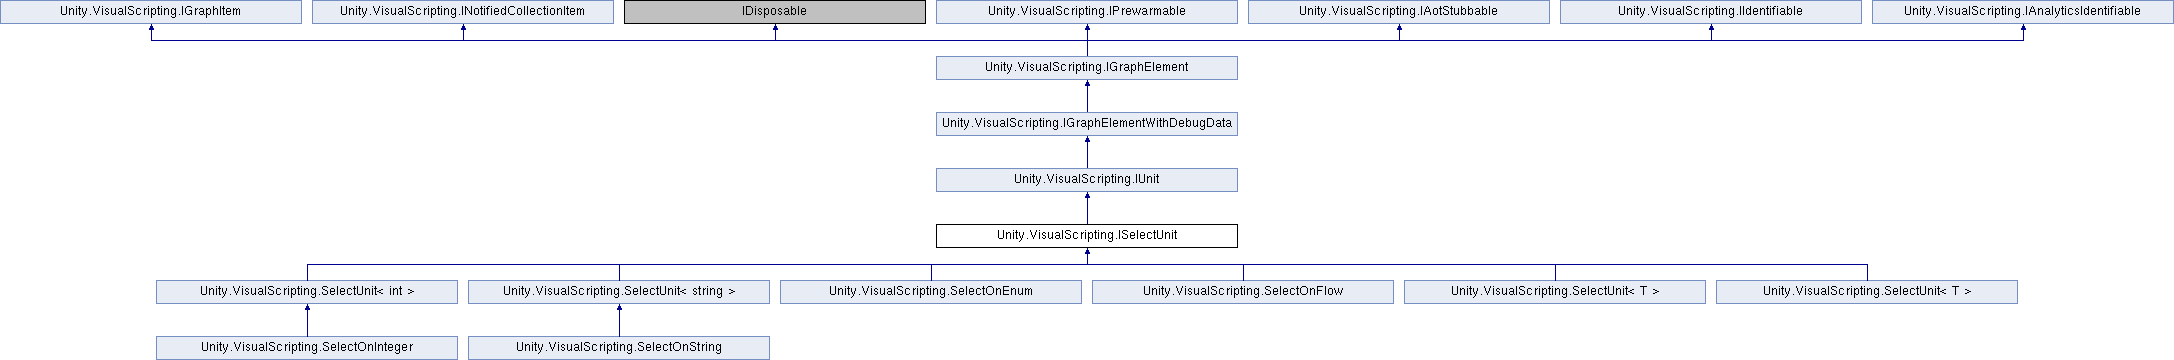 Unity.VisualScripting.IGraphItem
Unity.VisualScripting.INotifiedCollectionItem
IDisposable
Unity.VisualScripting.IPrewarmable
Unity.VisualScripting.IAotStubbable
Unity.VisualScripting.IIdentifiable
Unity.VisualScripting.IAnalyticsIdentifiable
Unity.VisualScripting.IGraphElement
Unity.VisualScripting.IGraphElementWithDebugData
Unity.VisualScripting.IUnit
Unity.VisualScripting.ISelectUnit
Unity.VisualScripting.SelectUnit< int >
Unity.VisualScripting.SelectUnit< string >
Unity.VisualScripting.SelectOnEnum
Unity.VisualScripting.SelectOnFlow
Unity.VisualScripting.SelectUnit< T >
Unity.VisualScripting.SelectUnit< T >
Unity.VisualScripting.SelectOnInteger
Unity.VisualScripting.SelectOnString